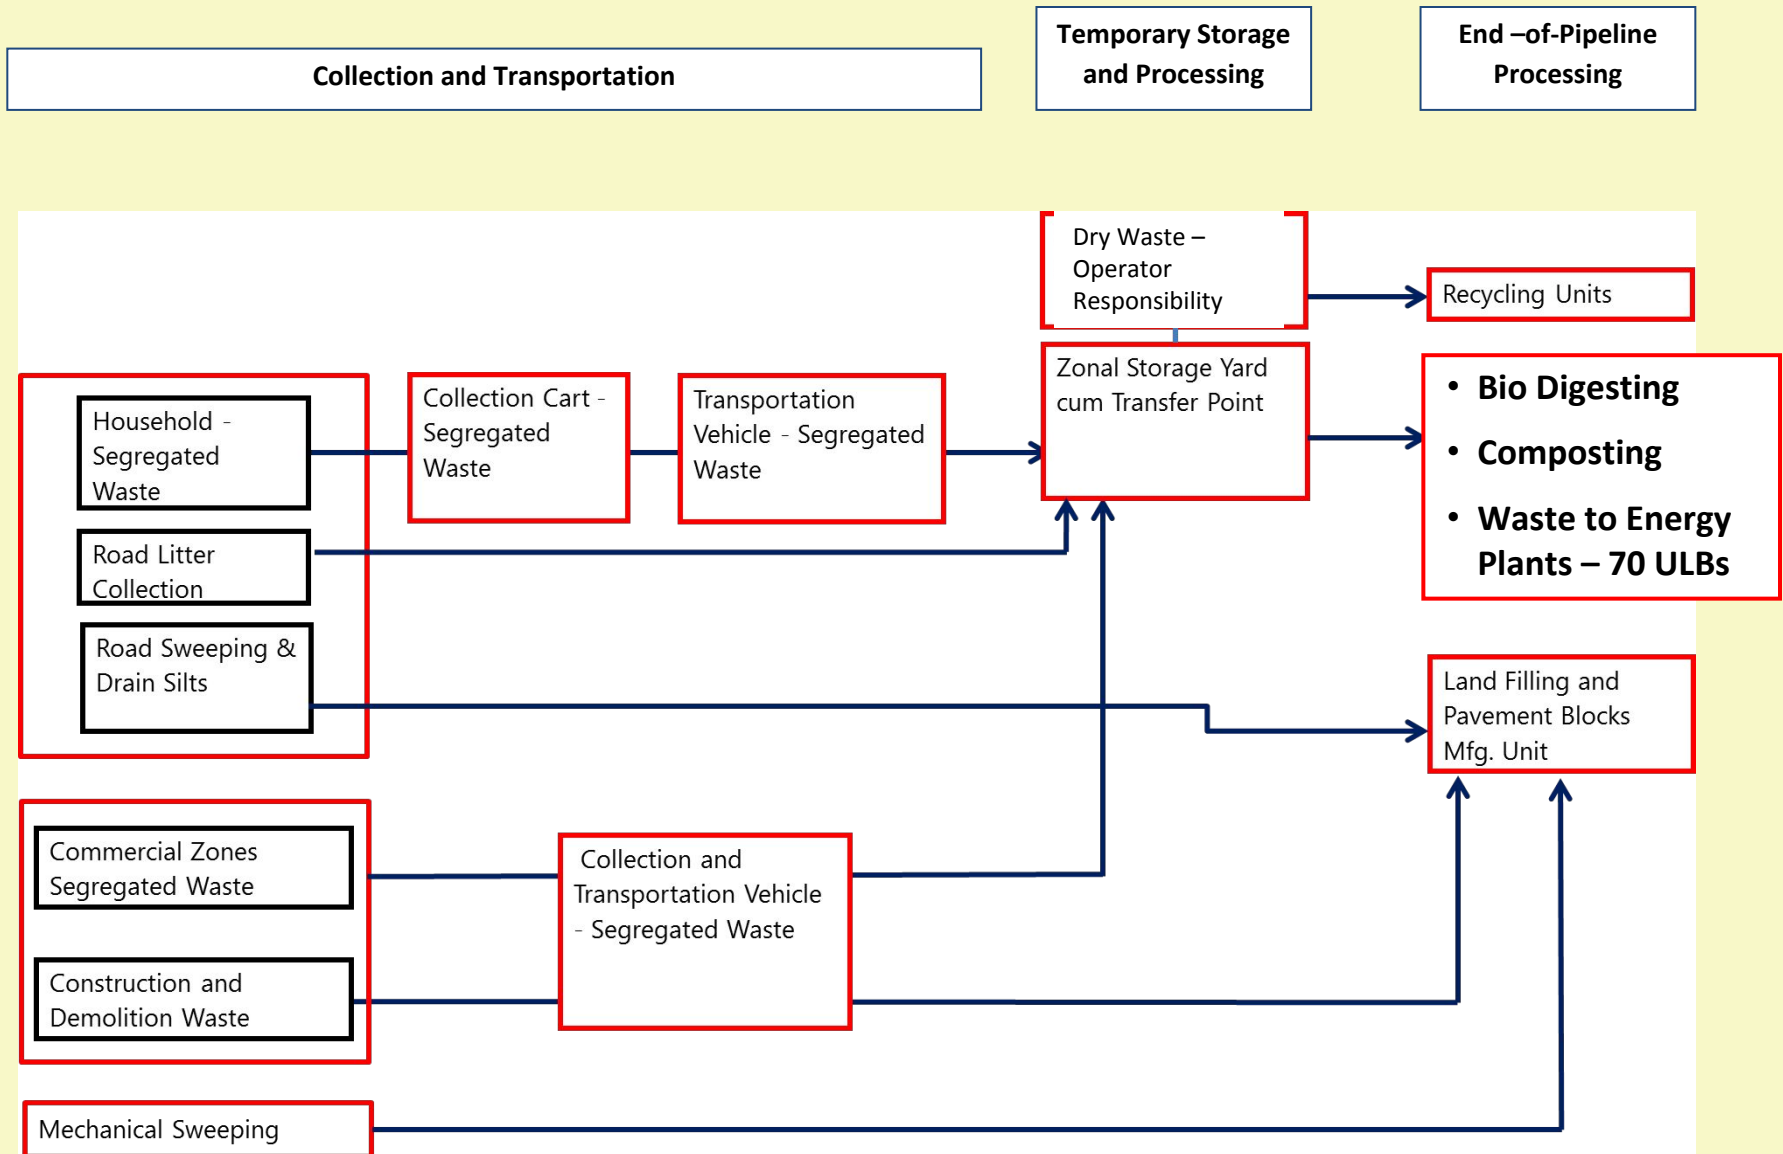 Collection and Transportation
Temporary Storage
and Processing
End –of-Pipeline
Processing
Dry Waste –
Operator
Responsibility
Recycling Units
Household -
Segregated
Waste
Collection Cart -
Segregated
Waste
Transportation
Vehicle - Segregated
Waste
Zonal Storage Yard
cum Transfer Point
• Bio Digesting
• Composting
• Waste to Energy
Plants – 70 ULBs
Road Litter
Collection
Road Sweeping &
Drain Silts
Land Filling and
Pavement Blocks
Mfg. Unit
Commercial Zones
Segregated Waste
Collection and
Transportation Vehicle
- Segregated Waste
Construction and
Demolition Waste
Mechanical Sweeping